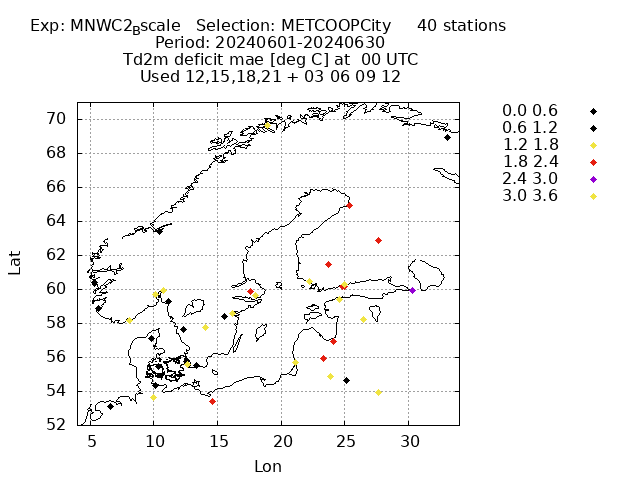 Exp: MNWC2_Bscale Selection: METCOOPCity 40 stations
Period: 20240601-20240630
Td2m deficit mae [deg C] at 00 UTC
Used 12,15,18,21 + 03 06 09 12
0.0 0.6
0.6 1.2
1.2 1.8
1.8 2.4
2.4 3.0
3.0 3.6
70
68
66
64
62
60
58
56
54
52
Lat
5 10 15 20 25 30
Lon